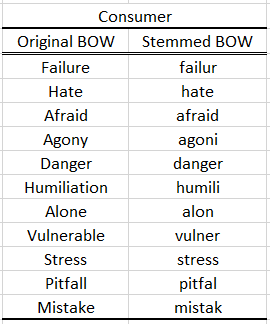 Consumer
Original BOW Stemmed BOW
Failure failur
Hate hate
Afraid afraid
Agony agoni
Danger danger
Humiliation humili
Alone alon
Vulnerable vulner
Stress stress
Pitfall pitfal
Mistake mistak